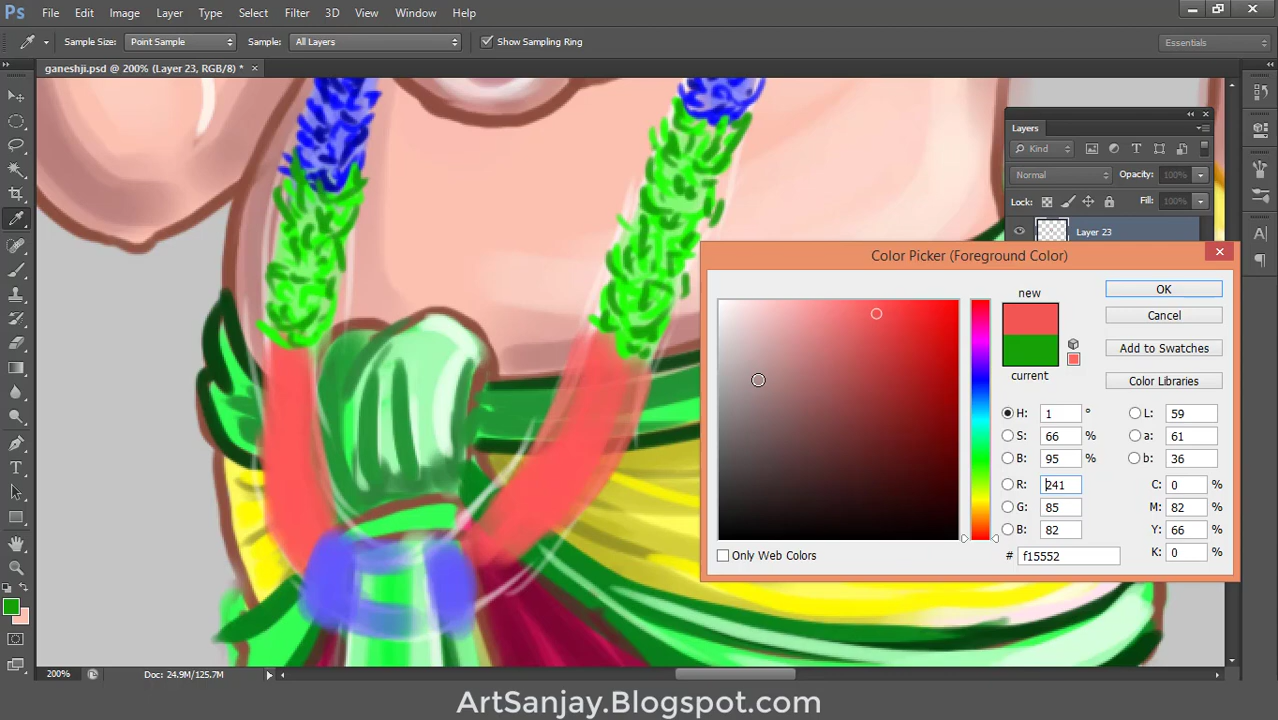 Ps File Edit Image Layer Type Select Filter 3D View Window Help
Sample Size: Point Sample Sample: All Layers Show Sampling Ring Essentials
ganeshji.psd @ 200% (Layer 23, RGB/8) *
Layers
Kind
Normal Opacity: 100%
Lock: Fill: 100%
Layer 23
Color Picker (Foreground Color)
new
current
OK
Cancel
Add to Swatches
Color Libraries
H: 1 ° L: 59
S: 66 % a: 61
B: 95 % b: 36
R: 241 C: 0 %
G: 85 M: 82 %
B: 82 Y: 66 %
Only Web Colors # f15552 K: 0 %
200% Doc: 24.9M/125.7M
ArtSanjay.Blogspot.com